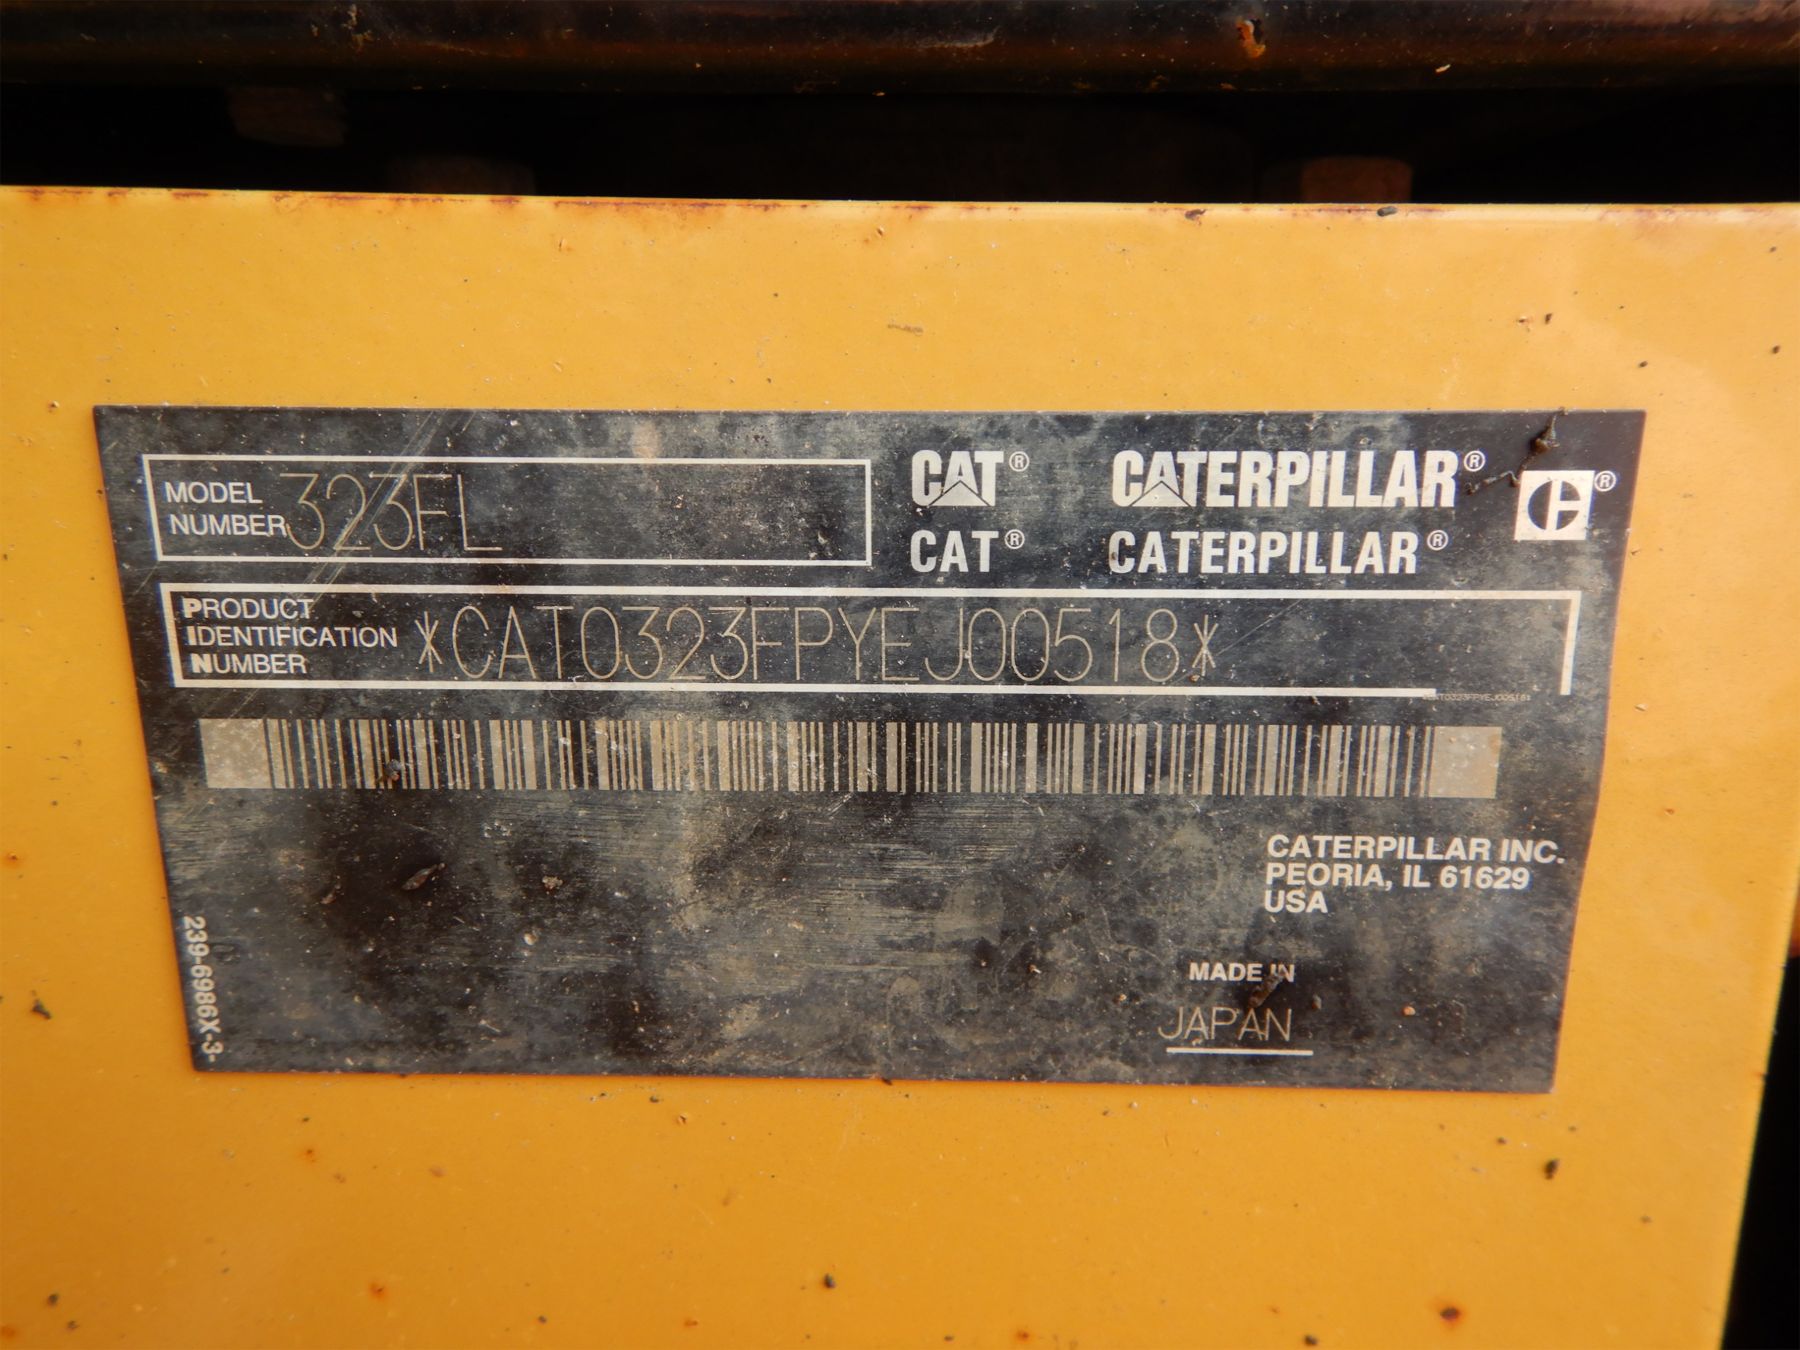 MODEL NUMBER 323FL
CAT® CATERPILLAR® ®
CAT® CATERPILLAR®
PRODUCT
IDENTIFICATION
NUMBER
*CAT0323FPYEJ00518*
*CAT0323FPYEJ00518*
CATERPILLAR INC.
PEORIA, IL 61629
USA
MADE IN
JAPAN
239-6986X-3-